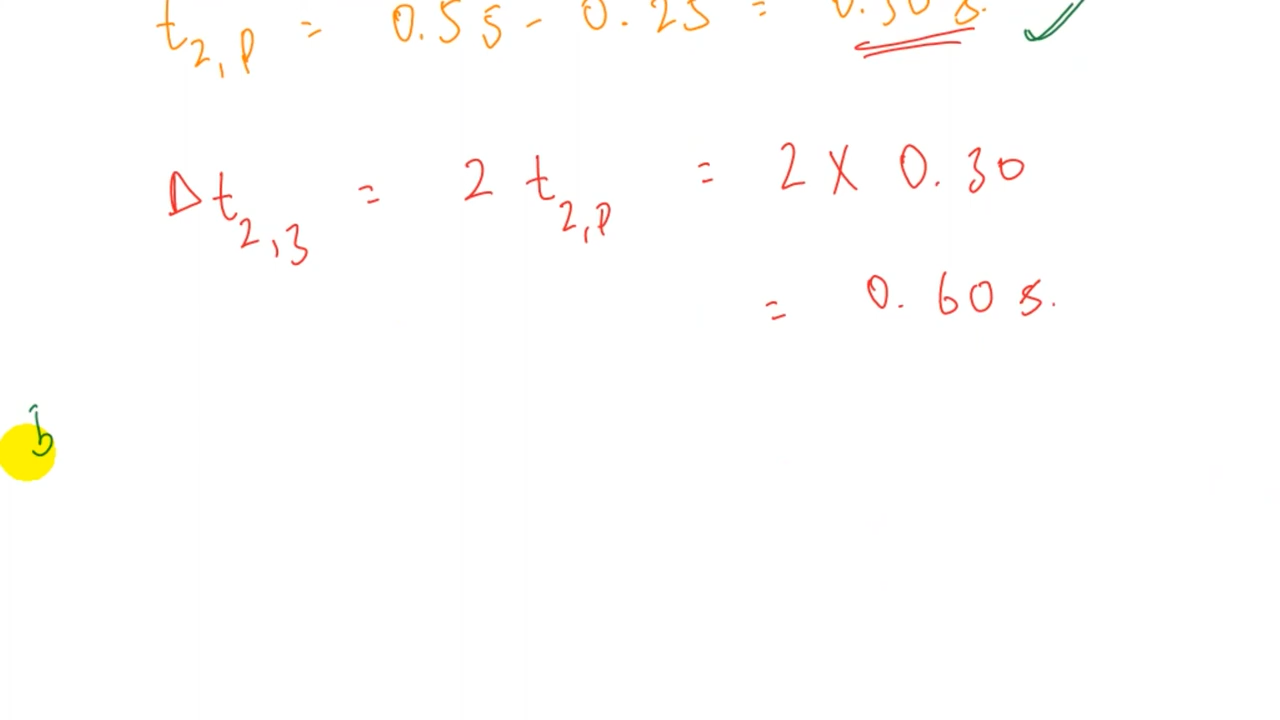 t₂,ₚ = 0.55 - 0.25 = 0.30 s.
Δt₂,₃ = 2 t₂,ₚ = 2 × 0.30
= 0.60 s.
b